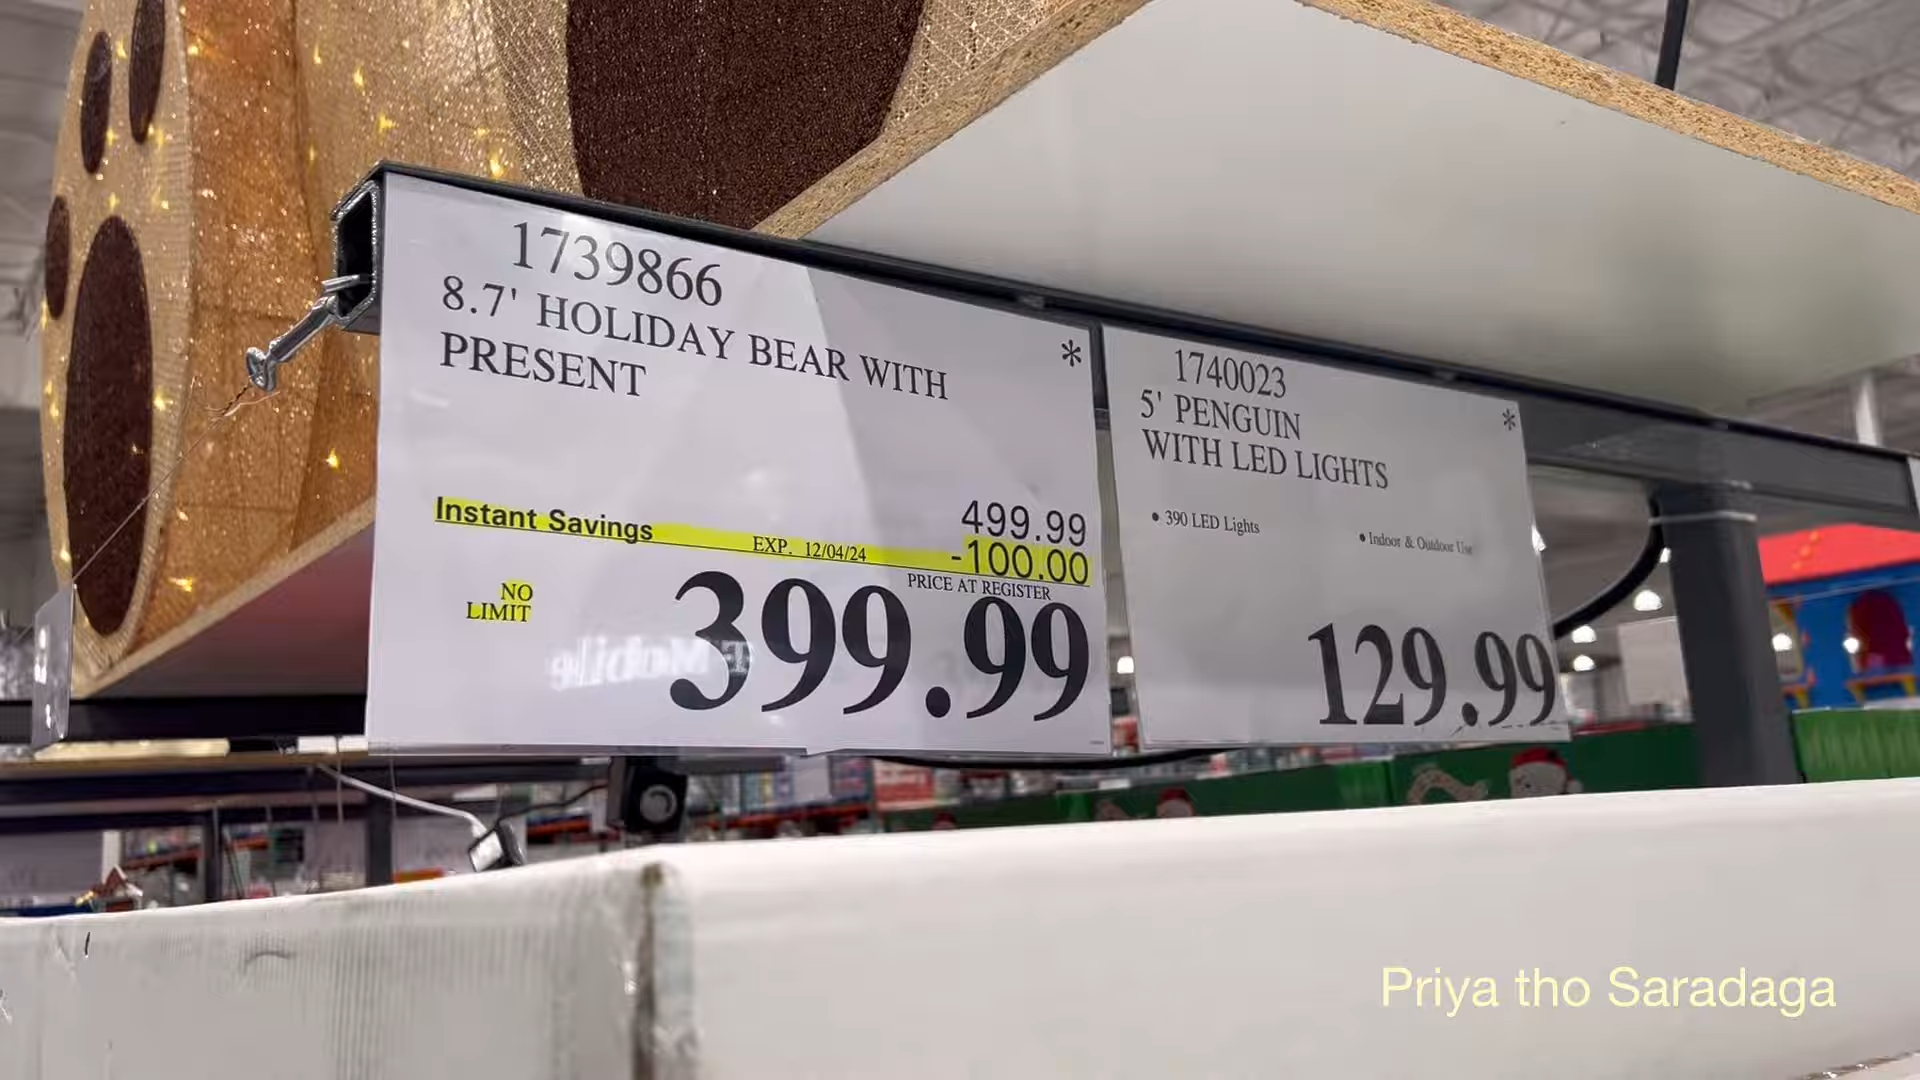 1739866
8.7' HOLIDAY BEAR WITH
PRESENT
*
Instant Savings
499.99
EXP. 12/04/24
-100.00
PRICE AT REGISTER
NO
LIMIT
399.99
1740023
5' PENGUIN
WITH LED LIGHTS
*
• 390 LED Lights
• Indoor & Outdoor Use
129.99
Priya tho Saradaga